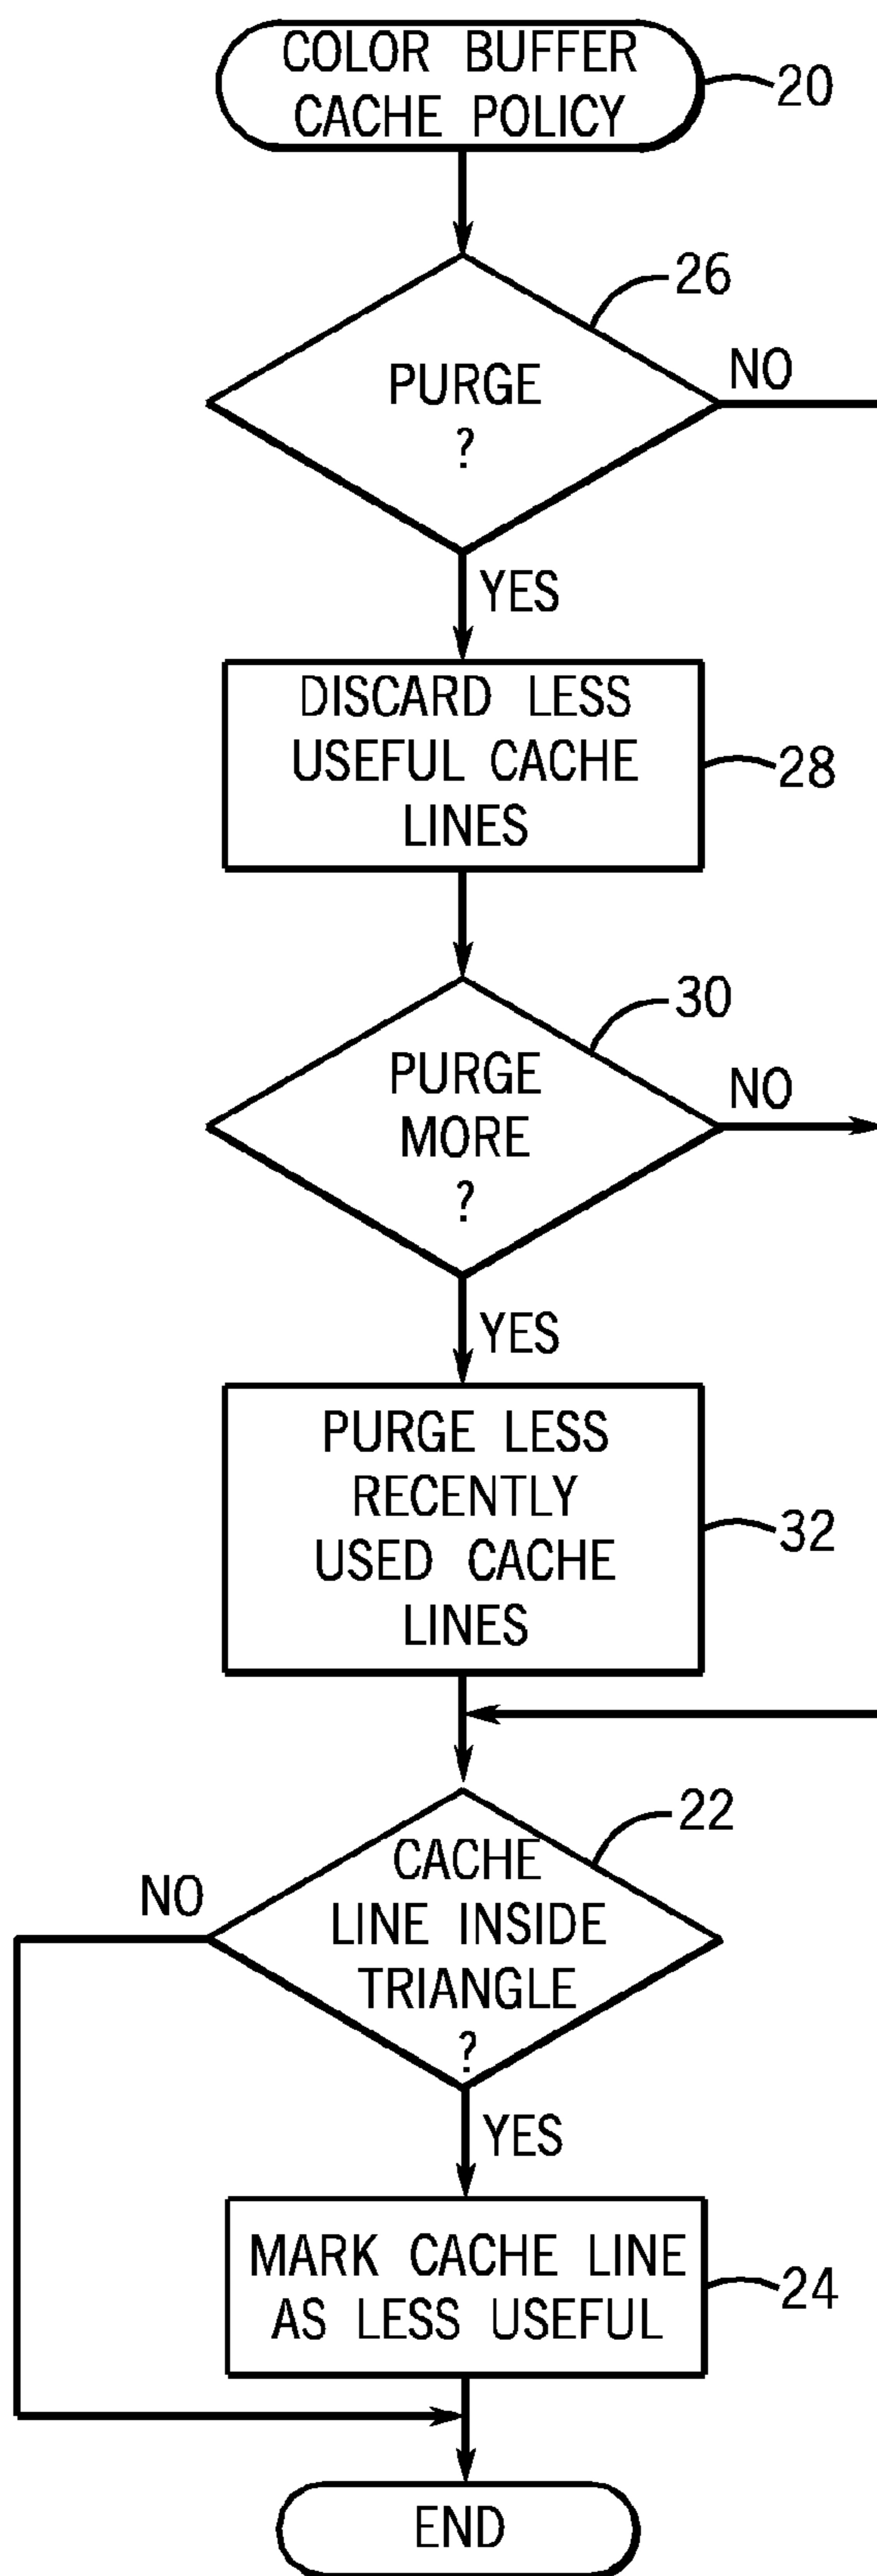 COLOR BUFFER
CACHE POLICY
20
26
PURGE
?
NO
YES
DISCARD LESS
USEFUL CACHE
LINES
28
30
PURGE
MORE
?
NO
YES
PURGE LESS
RECENTLY
USED CACHE
LINES
32
22
CACHE
LINE INSIDE
TRIANGLE
?
NO
YES
MARK CACHE LINE
AS LESS USEFUL
24
END